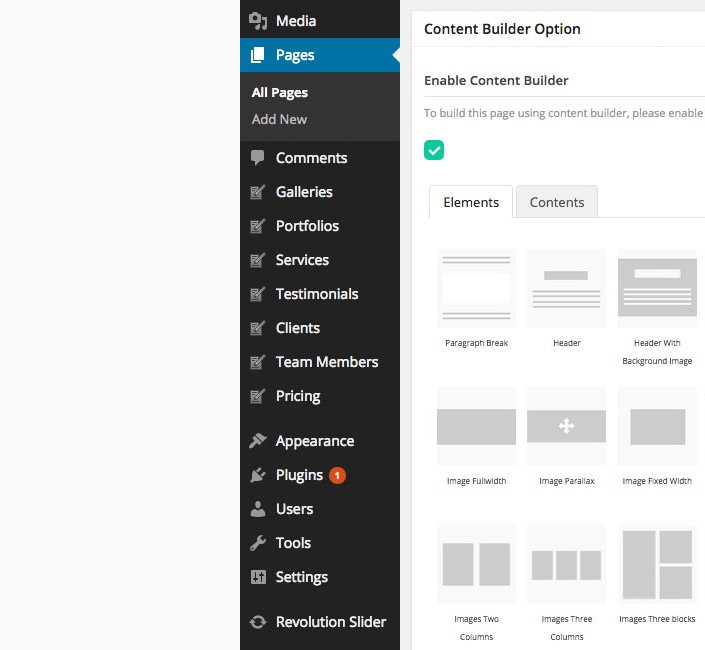 Media
Pages
All Pages
Add New
Comments
Galleries
Portfolios
Services
Testimonials
Clients
Team Members
Pricing
Appearance
Plugins 1
Users
Tools
Settings
Revolution Slider
Content Builder Option
Enable Content Builder
To build this page using content builder, please enable
Elements Contents
Paragraph Break Header Header With
Background Image
Image Fullwidth Image Parallax Image Fixed Width
Images Two Images Three Images Three blocks
Columns Columns